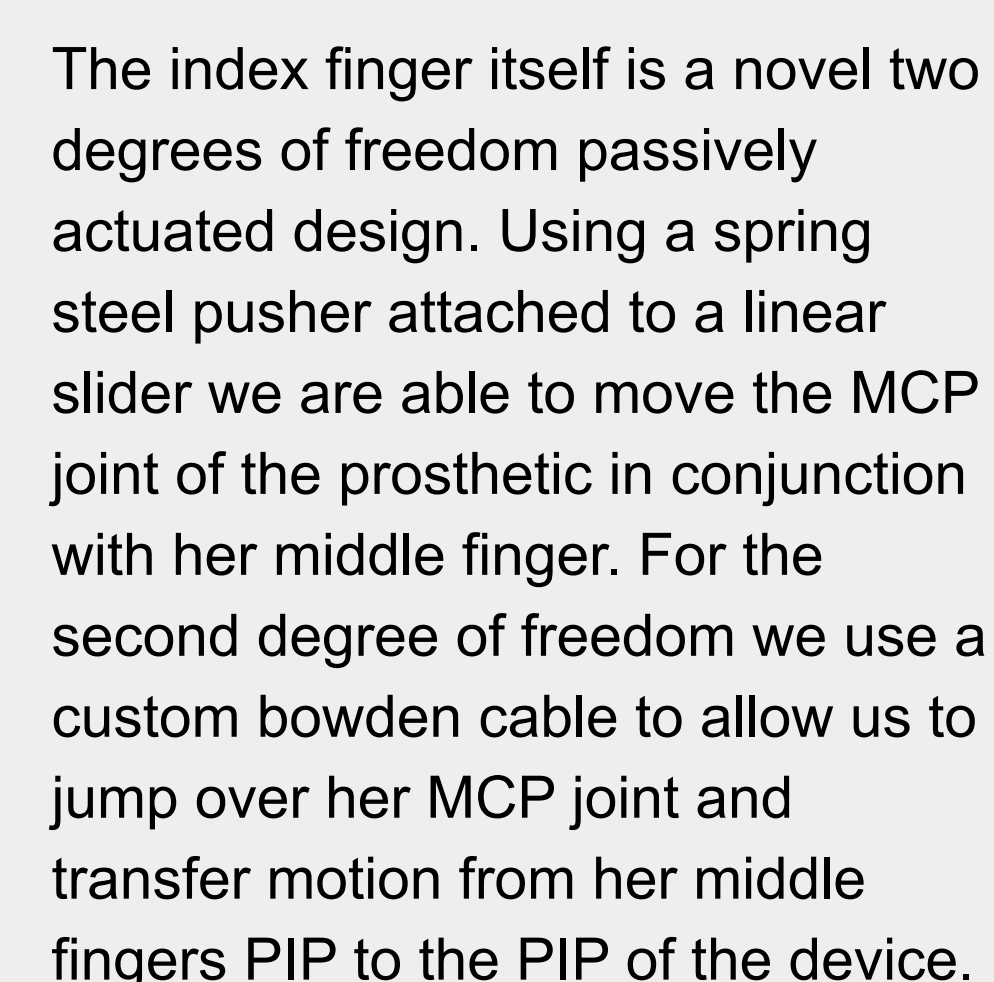 The index finger itself is a novel two
degrees of freedom passively
actuated design. Using a spring
steel pusher attached to a linear
slider we are able to move the MCP
joint of the prosthetic in conjunction
with her middle finger. For the
second degree of freedom we use a
custom bowden cable to allow us to
jump over her MCP joint and
transfer motion from her middle
fingers PIP to the PIP of the device.